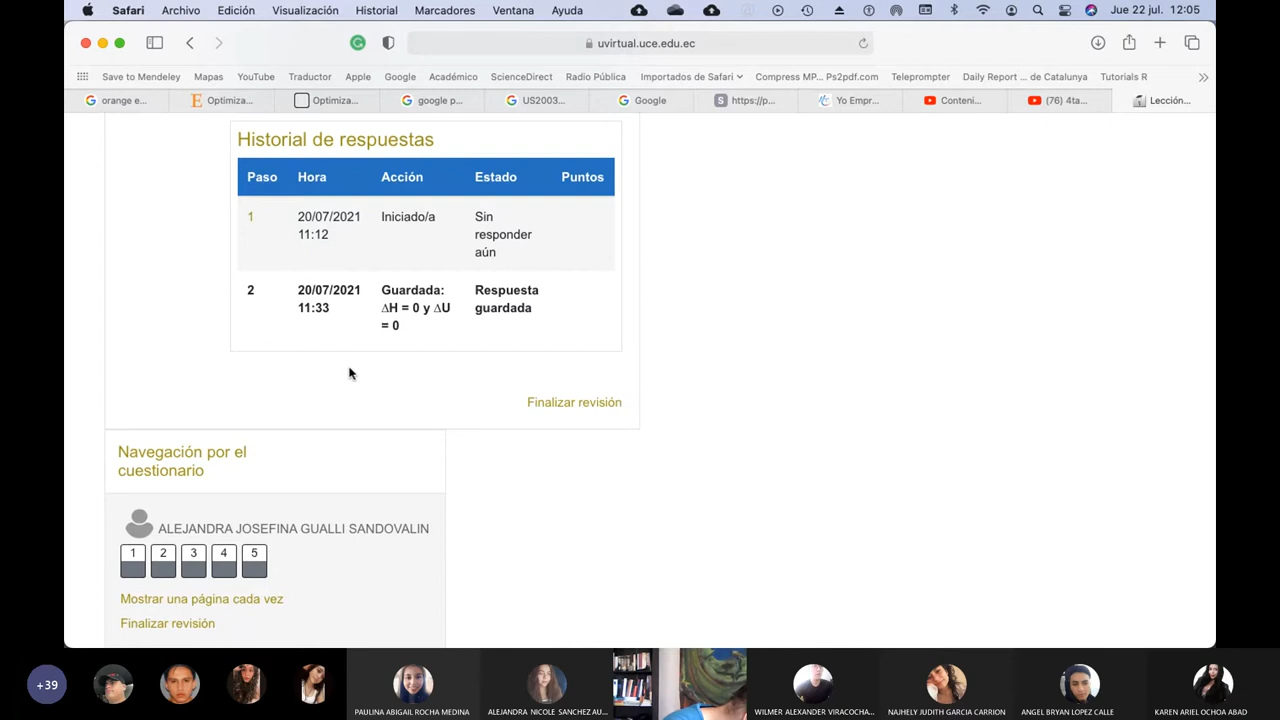 Safari Archivo Edición Visualización Historial Marcadores Ventana Ayuda Jue 22 jul. 12:05
uvirtual.uce.edu.ec
Save to Mendeley Mapas YouTube Traductor Apple Google Académico ScienceDirect Radio Pública Importados de Safari Compress MP... Ps2pdf.com Teleprompter Daily Report ... de Catalunya Tutorials R
orange e... Optimiza... Optimiza... google p... US2003... Google https://p... Yo Empr... Conteni... (76) 4ta... Lección...
Historial de respuestas
Paso Hora Acción Estado Puntos
1 20/07/2021 Iniciado/a Sin
11:12 responder
aún
2 20/07/2021 Guardada: Respuesta
11:33 ΔH = 0 y ΔU guardada
= 0
Finalizar revisión
Navegación por el
cuestionario
ALEJANDRA JOSEFINA GUALLI SANDOVALIN
1 2 3 4 5
Mostrar una página cada vez
Finalizar revisión
+39
PAULINA ABIGAIL ROCHA MEDINA ALEJANDRA NICOLE SANCHEZ AU... WILMER ALEXANDER VIRACOCHA... NAJHELY JUDITH GARCIA CARRION ANGEL BRYAN LOPEZ CALLE KAREN ARIEL OCHOA ABAD